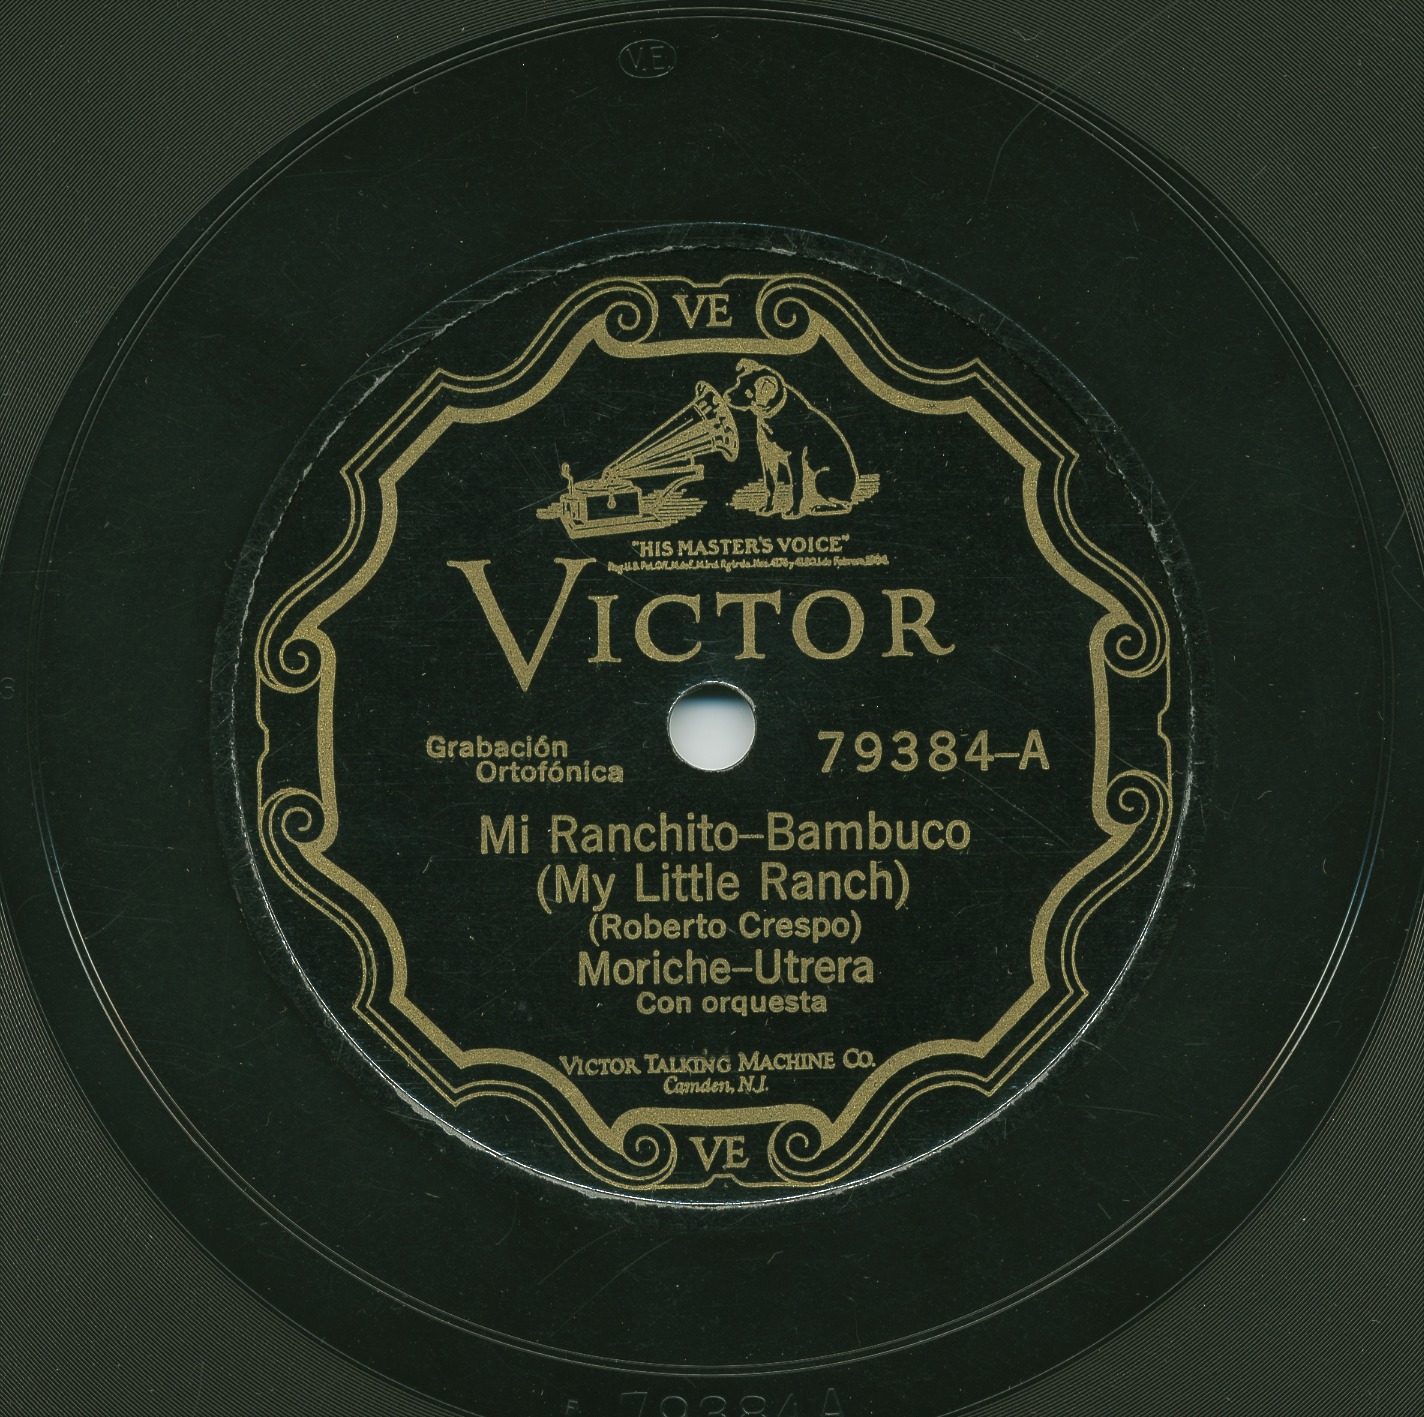 V.E.
VE
"HIS MASTER'S VOICE"
VICTOR
Grabación
Ortofónica
79384–A
Mi Ranchito–Bambuco
(My Little Ranch)
(Roberto Crespo)
Moriche–Utrera
Con orquesta
VICTOR TALKING MACHINE CO.
Camden, N.J.
VE
79384A